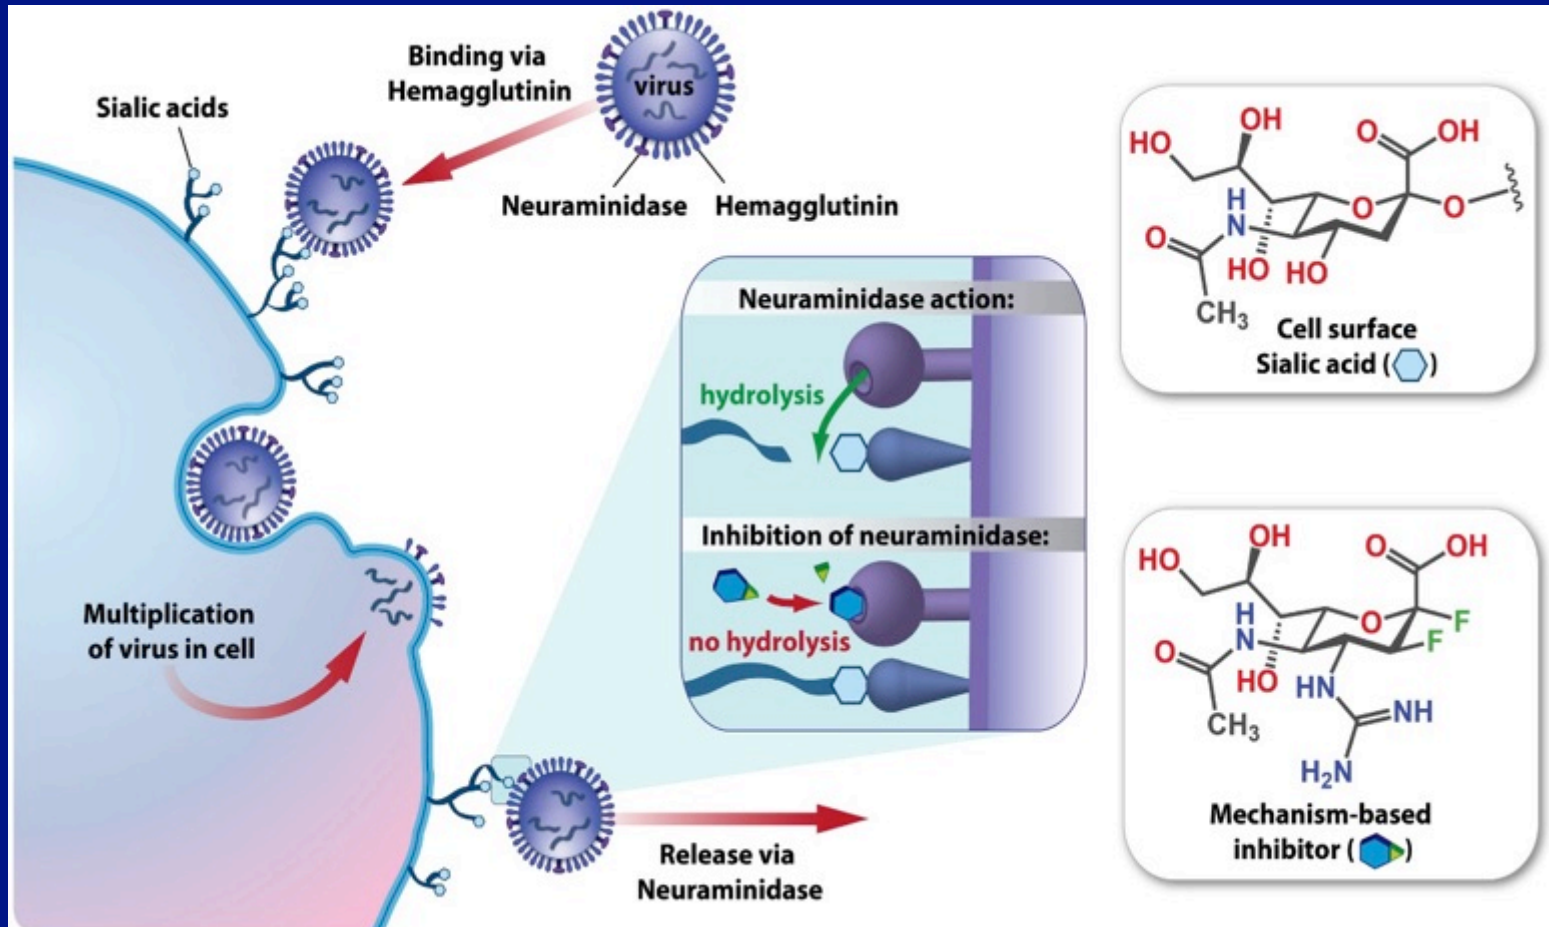 Binding via
Hemagglutinin
virus
Sialic acids
Neuraminidase
Hemagglutinin
Neuraminidase action:
hydrolysis
Inhibition of neuraminidase:
no hydrolysis
Multiplication
of virus in cell
Release via
Neuraminidase
HO
OH
O
OH
H
N
O
O
O
HO
HO
CH3
Cell surface
Sialic acid ( )
HO
OH
O
OH
H
N
O
F
F
O
HO
HN
NH
CH3
H2N
Mechanism-based
inhibitor ( )